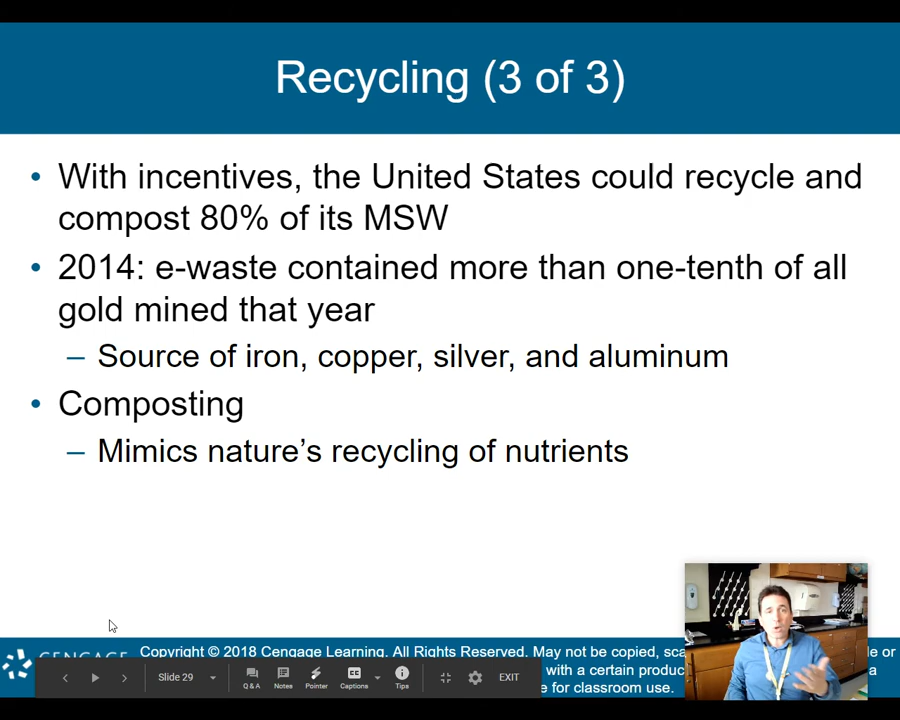 Recycling (3 of 3)
• With incentives, the United States could recycle and
compost 80% of its MSW
• 2014: e-waste contained more than one-tenth of all
gold mined that year
– Source of iron, copper, silver, and aluminum
• Composting
– Mimics nature’s recycling of nutrients
CENGAGE
Copyright © 2018 Cengage Learning. All Rights Reserved. May not be copied, or
with a certain a
for classroom use.
Slide 29
Q & A
Notes
Pointer
CC
Captions
Tips
EXIT